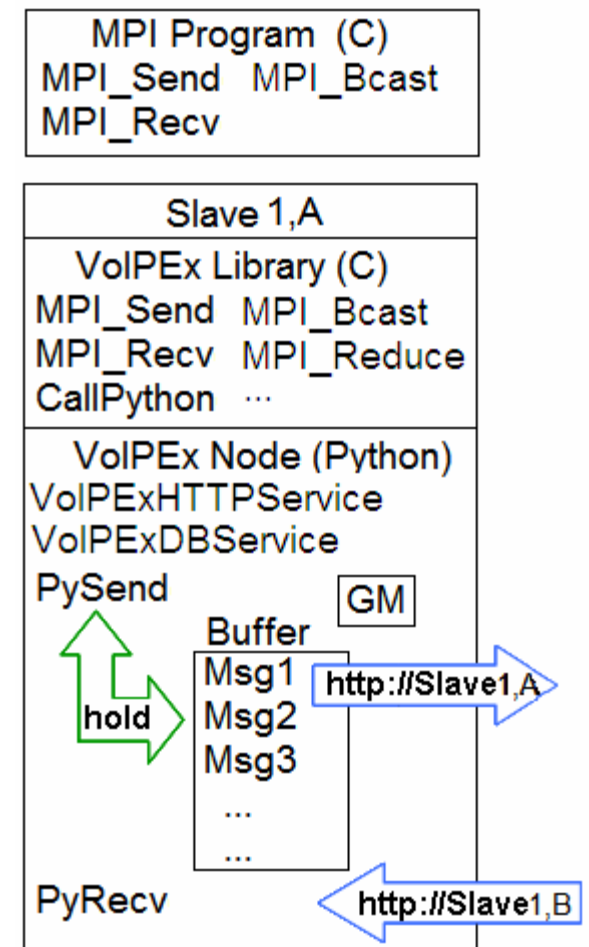 MPI Program (C)
MPI_Send MPI_Bcast
MPI_Recv
Slave 1,A
VolPEx Library (C)
MPI_Send MPI_Bcast
MPI_Recv MPI_Reduce
CallPython ...
VolPEx Node (Python)
VolPExHTTPService
VolPExDBService
PySend
GM
Buffer
Msg1
http://Slave1,A
hold
Msg2
Msg3
...
...
PyRecv
http://Slave1,B